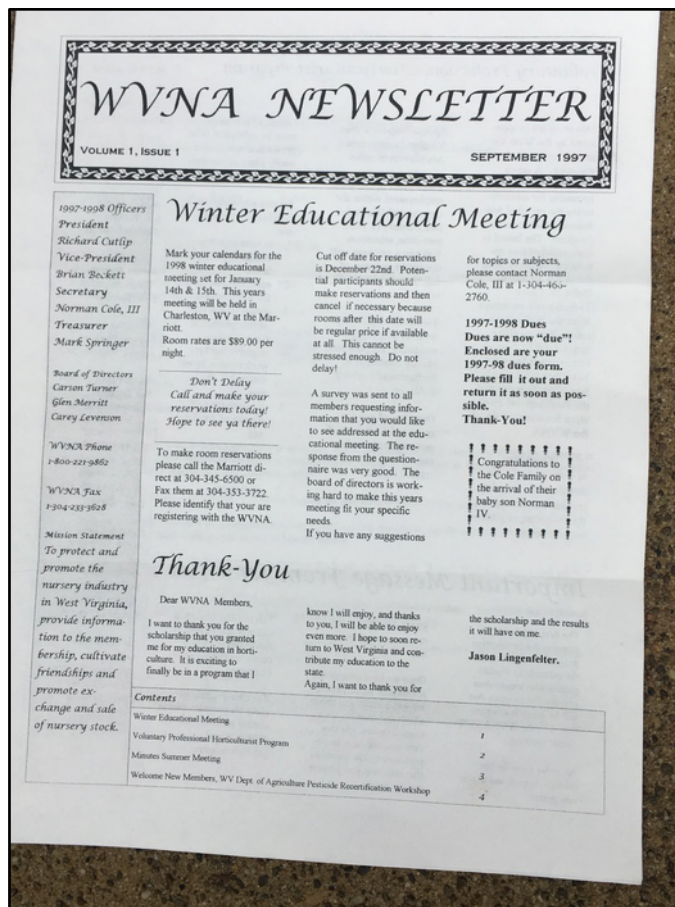 WVNA NEWSLETTER
VOLUME 1, ISSUE 1
SEPTEMBER 1997
1997-1998 Officers
President
Richard Cutlip
Vice-President
Brian Beckett
Secretary
Norman Cole, III
Treasurer
Mark Springer
Board of Directors
Carson Turner
Glen Merritt
Carey Levenson
WVNA Phone
1-800-221-9862
WVNA Fax
1-304-233-3628
Mission Statement
To protect and
promote the
nursery industry
in West Virginia,
provide informa-
tion to the mem-
bership, cultivate
friendships and
promote ex-
change and sale
of nursery stock.
Winter Educational Meeting
Mark your calendars for the
1998 winter educational
meeting set for January
14th & 15th. This years
meeting will be held in
Charleston, WV at the Mar-
riott.
Room rates are $89.00 per
night.
Don't Delay
Call and make your
reservations today!
Hope to see ya there!
To make room reservations
please call the Marriott di-
rect at 304-345-6500 or
Fax them at 304-353-3722.
Please identify that your are
registering with the WVNA.
Cut off date for reservations
is December 22nd. Poten-
tial participants should
make reservations and then
cancel if necessary because
rooms after this date will
be regular price if available
at all. This cannot be
stressed enough. Do not
delay!
A survey was sent to all
members requesting infor-
mation that you would like
to see addressed at the edu-
cational meeting. The re-
sponse from the question-
naire was very good. The
board of directors is work-
ing hard to make this years
meeting fit your specific
needs.
If you have any suggestions
for topics or subjects,
please contact Norman
Cole, III at
2760.
1997-1998 Dues
Dues are now "due"!
Enclosed are your
1997-98 dues form.
Please fill it out and
return it as soon as pos-
sible.
Thank-You!
Congratulations to
the Cole Family on
the arrival of their
baby son Norman
IV.
Thank-You
Dear WVNA Members,
I want to thank you for the
scholarship that you granted
me for my education in horti-
culture. It is exciting to
finally be in a program that I
know I will enjoy, and thanks
to you, I will be able to enjoy
even more. I hope to soon re-
turn to West Virginia and con-
tribute my education to the
state.
Again, I want to thank you for
the scholarship and the results
it will have on me.
Jason Lingenfelter.
Contents
Winter Educational Meeting 1
Voluntary Professional Horticulturist Program 2
Minutes Summer Meeting 3
Welcome New Members, WV Dept. of Agriculture Pesticide Recertification Workshop 4